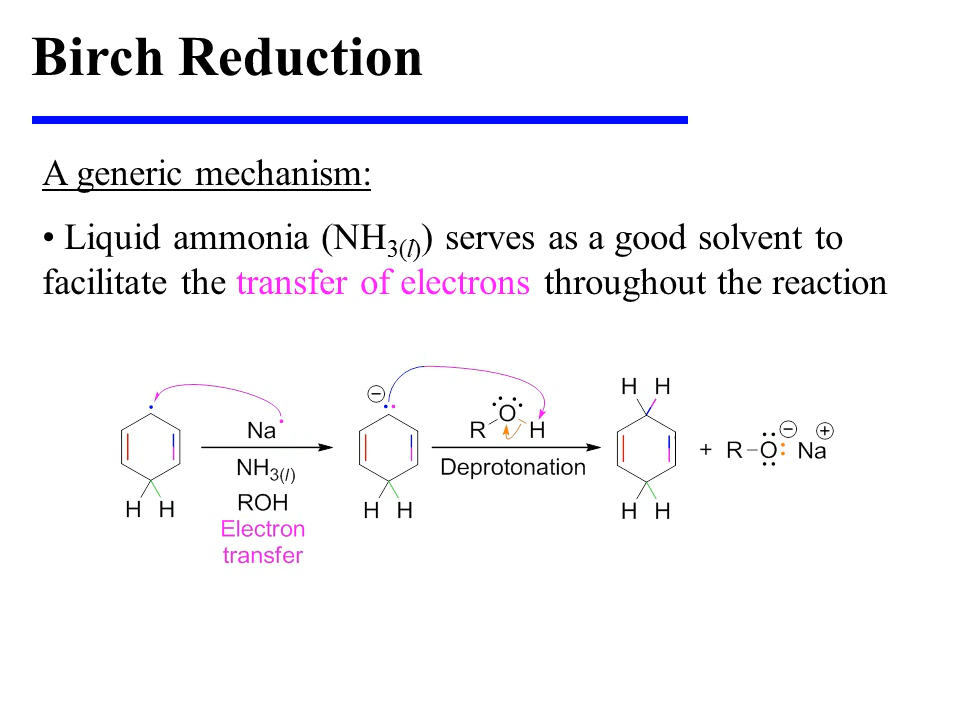 Birch Reduction
A generic mechanism:
• Liquid ammonia (NH3(l)) serves as a good solvent to
facilitate the transfer of electrons throughout the reaction
H H
Na
R O H
+ R–O Na
− + 
NH3(l)
Deprotonation
H H
ROH
H H
H H
Electron
transfer